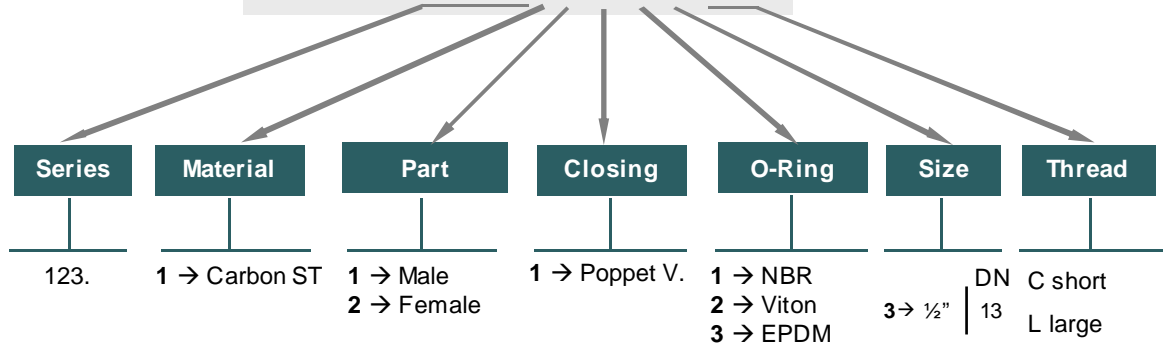 Series
Material
Part
Closing
O-Ring
Size
Thread
123.
1 → Carbon ST
1 → Male
2 → Female
1 → Poppet V.
1 → NBR
2 → Viton
3 → EPDM
DN
3→ ½” 13
C short
L large